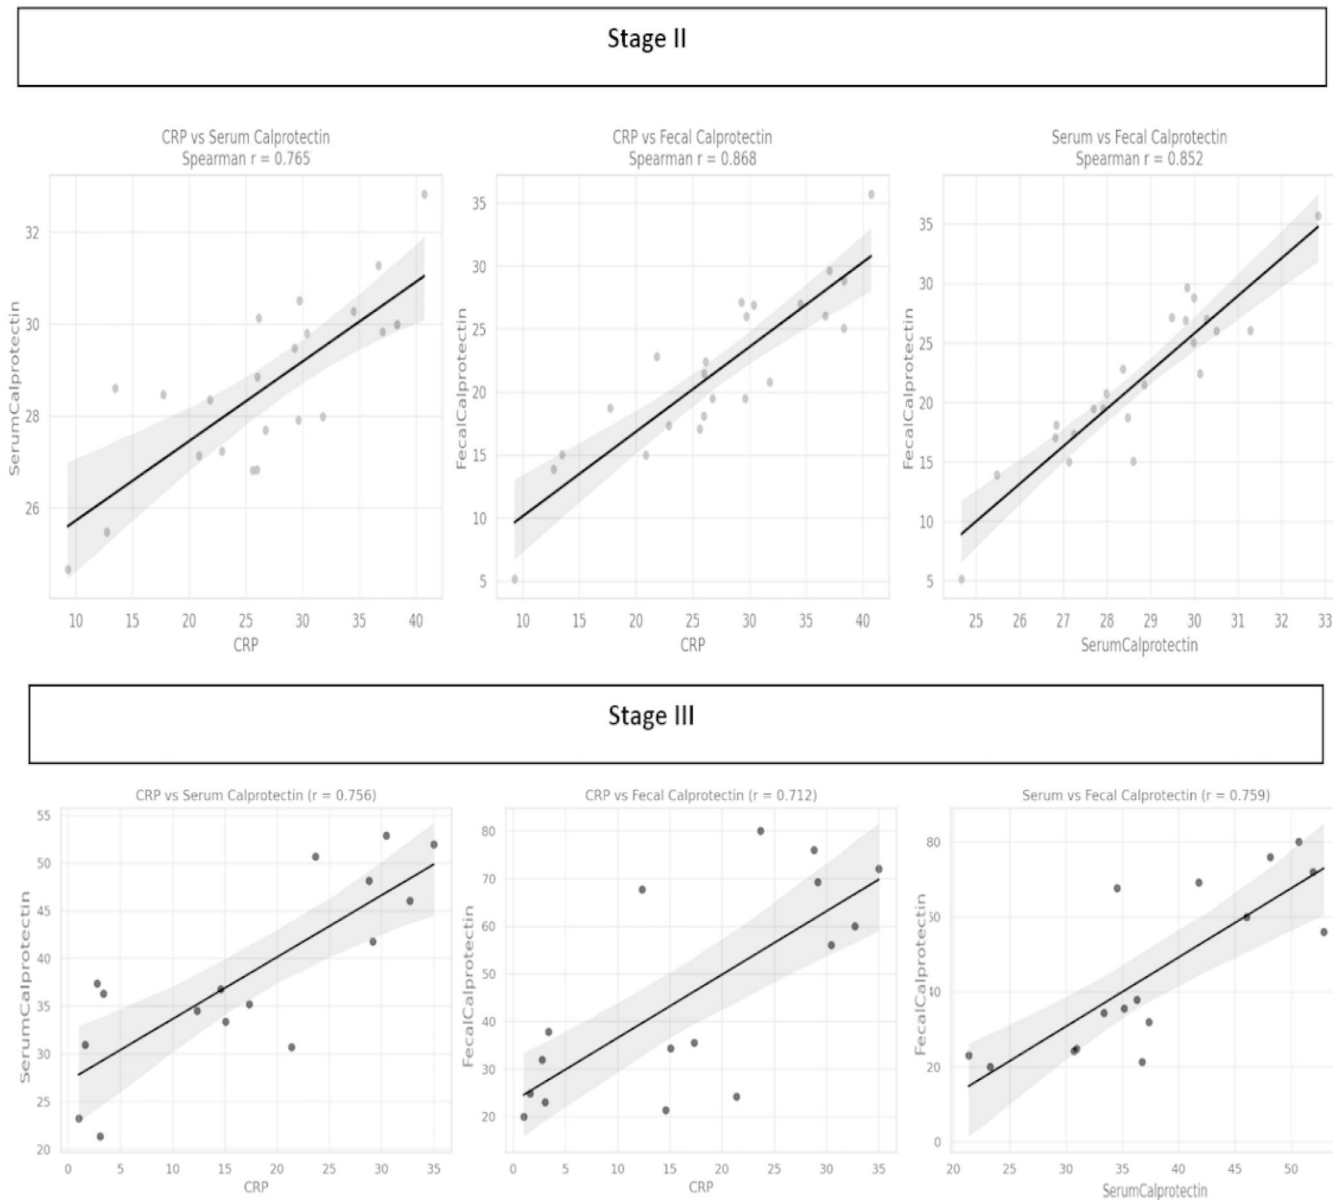 Stage II
CRP vs Serum Calprotectin
Spearman r = 0.765
SerumCalprotectin
32
30
28
26
10 15 20 25 30 35 40
CRP
CRP vs Fecal Calprotectin
Spearman r = 0.868
FecalCalprotectin
35
30
25
20
15
10
5
10 15 20 25 30 35 40
CRP
Serum vs Fecal Calprotectin
Spearman r = 0.852
FecalCalprotectin
35
30
25
20
15
10
5
25 26 27 28 29 30 31 32 33
SerumCalprotectin
Stage III
CRP vs Serum Calprotectin (r = 0.756)
SerumCalprotectin
55
50
45
40
35
30
25
20
0 5 10 15 20 25 30 35
CRP
CRP vs Fecal Calprotectin (r = 0.712)
FecalCalprotectin
80
70
60
50
40
30
20
0 5 10 15 20 25 30 35
CRP
Serum vs Fecal Calprotectin (r = 0.759)
FecalCalprotectin
80
60
40
20
0
20 25 30 35 40 45 50
SerumCalprotectin